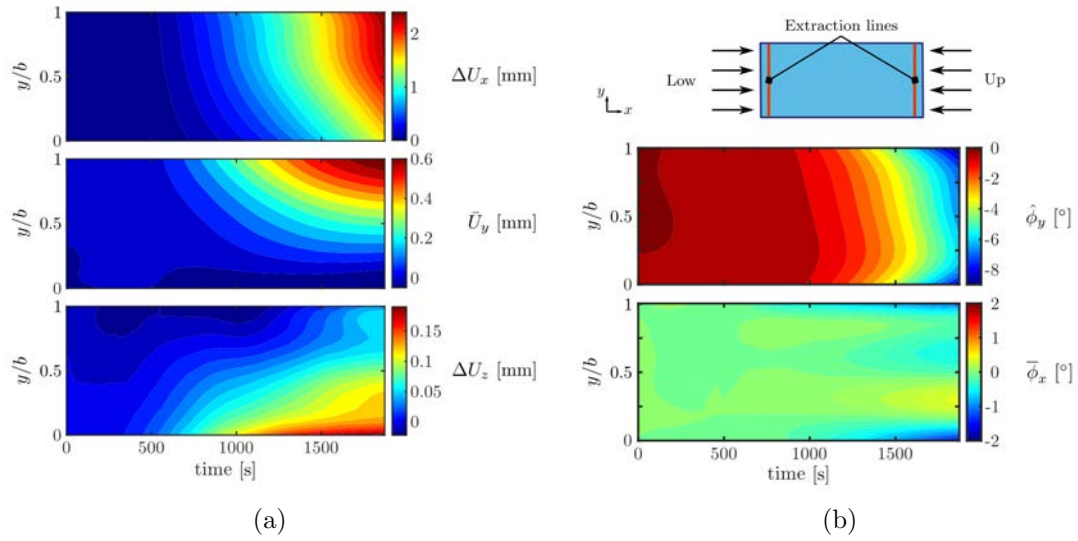 1
0.5
0
y/b
2
1
0
ΔU_x [mm]
1
0.5
0
y/b
0.6
0.4
0.2
0
Ū_y [mm]
1
0.5
0
y/b
0.15
0.1
0.05
0
ΔU_z [mm]
0 500 1000 1500
time [s]
(a)
Extraction lines
Low
Up
y
x
1
0.5
0
y/b
0
-2
-4
-6
-8
ϕ̂_y [°]
1
0.5
0
y/b
2
1
0
-1
-2
ϕ̅_x [°]
0 500 1000 1500
time [s]
(b)